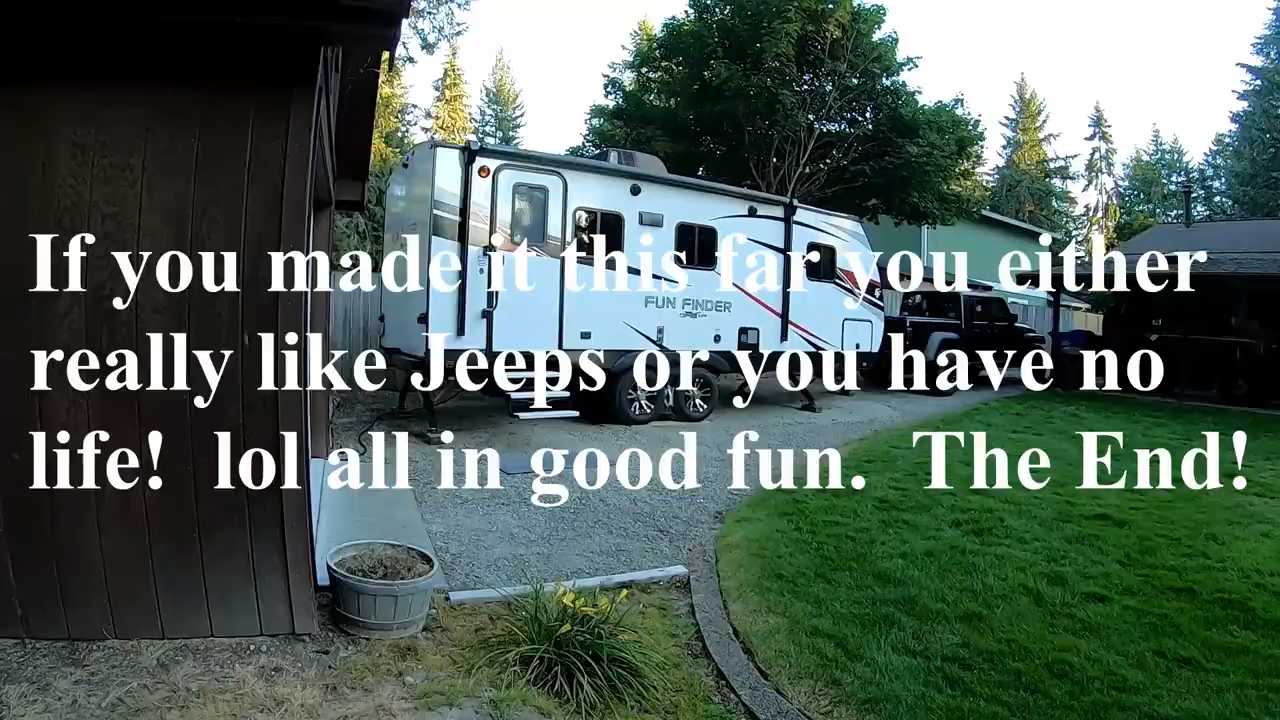 If you made it this far you either
really like Jeeps or you have no
life!  lol all in good fun.  The End!
FUN FINDER